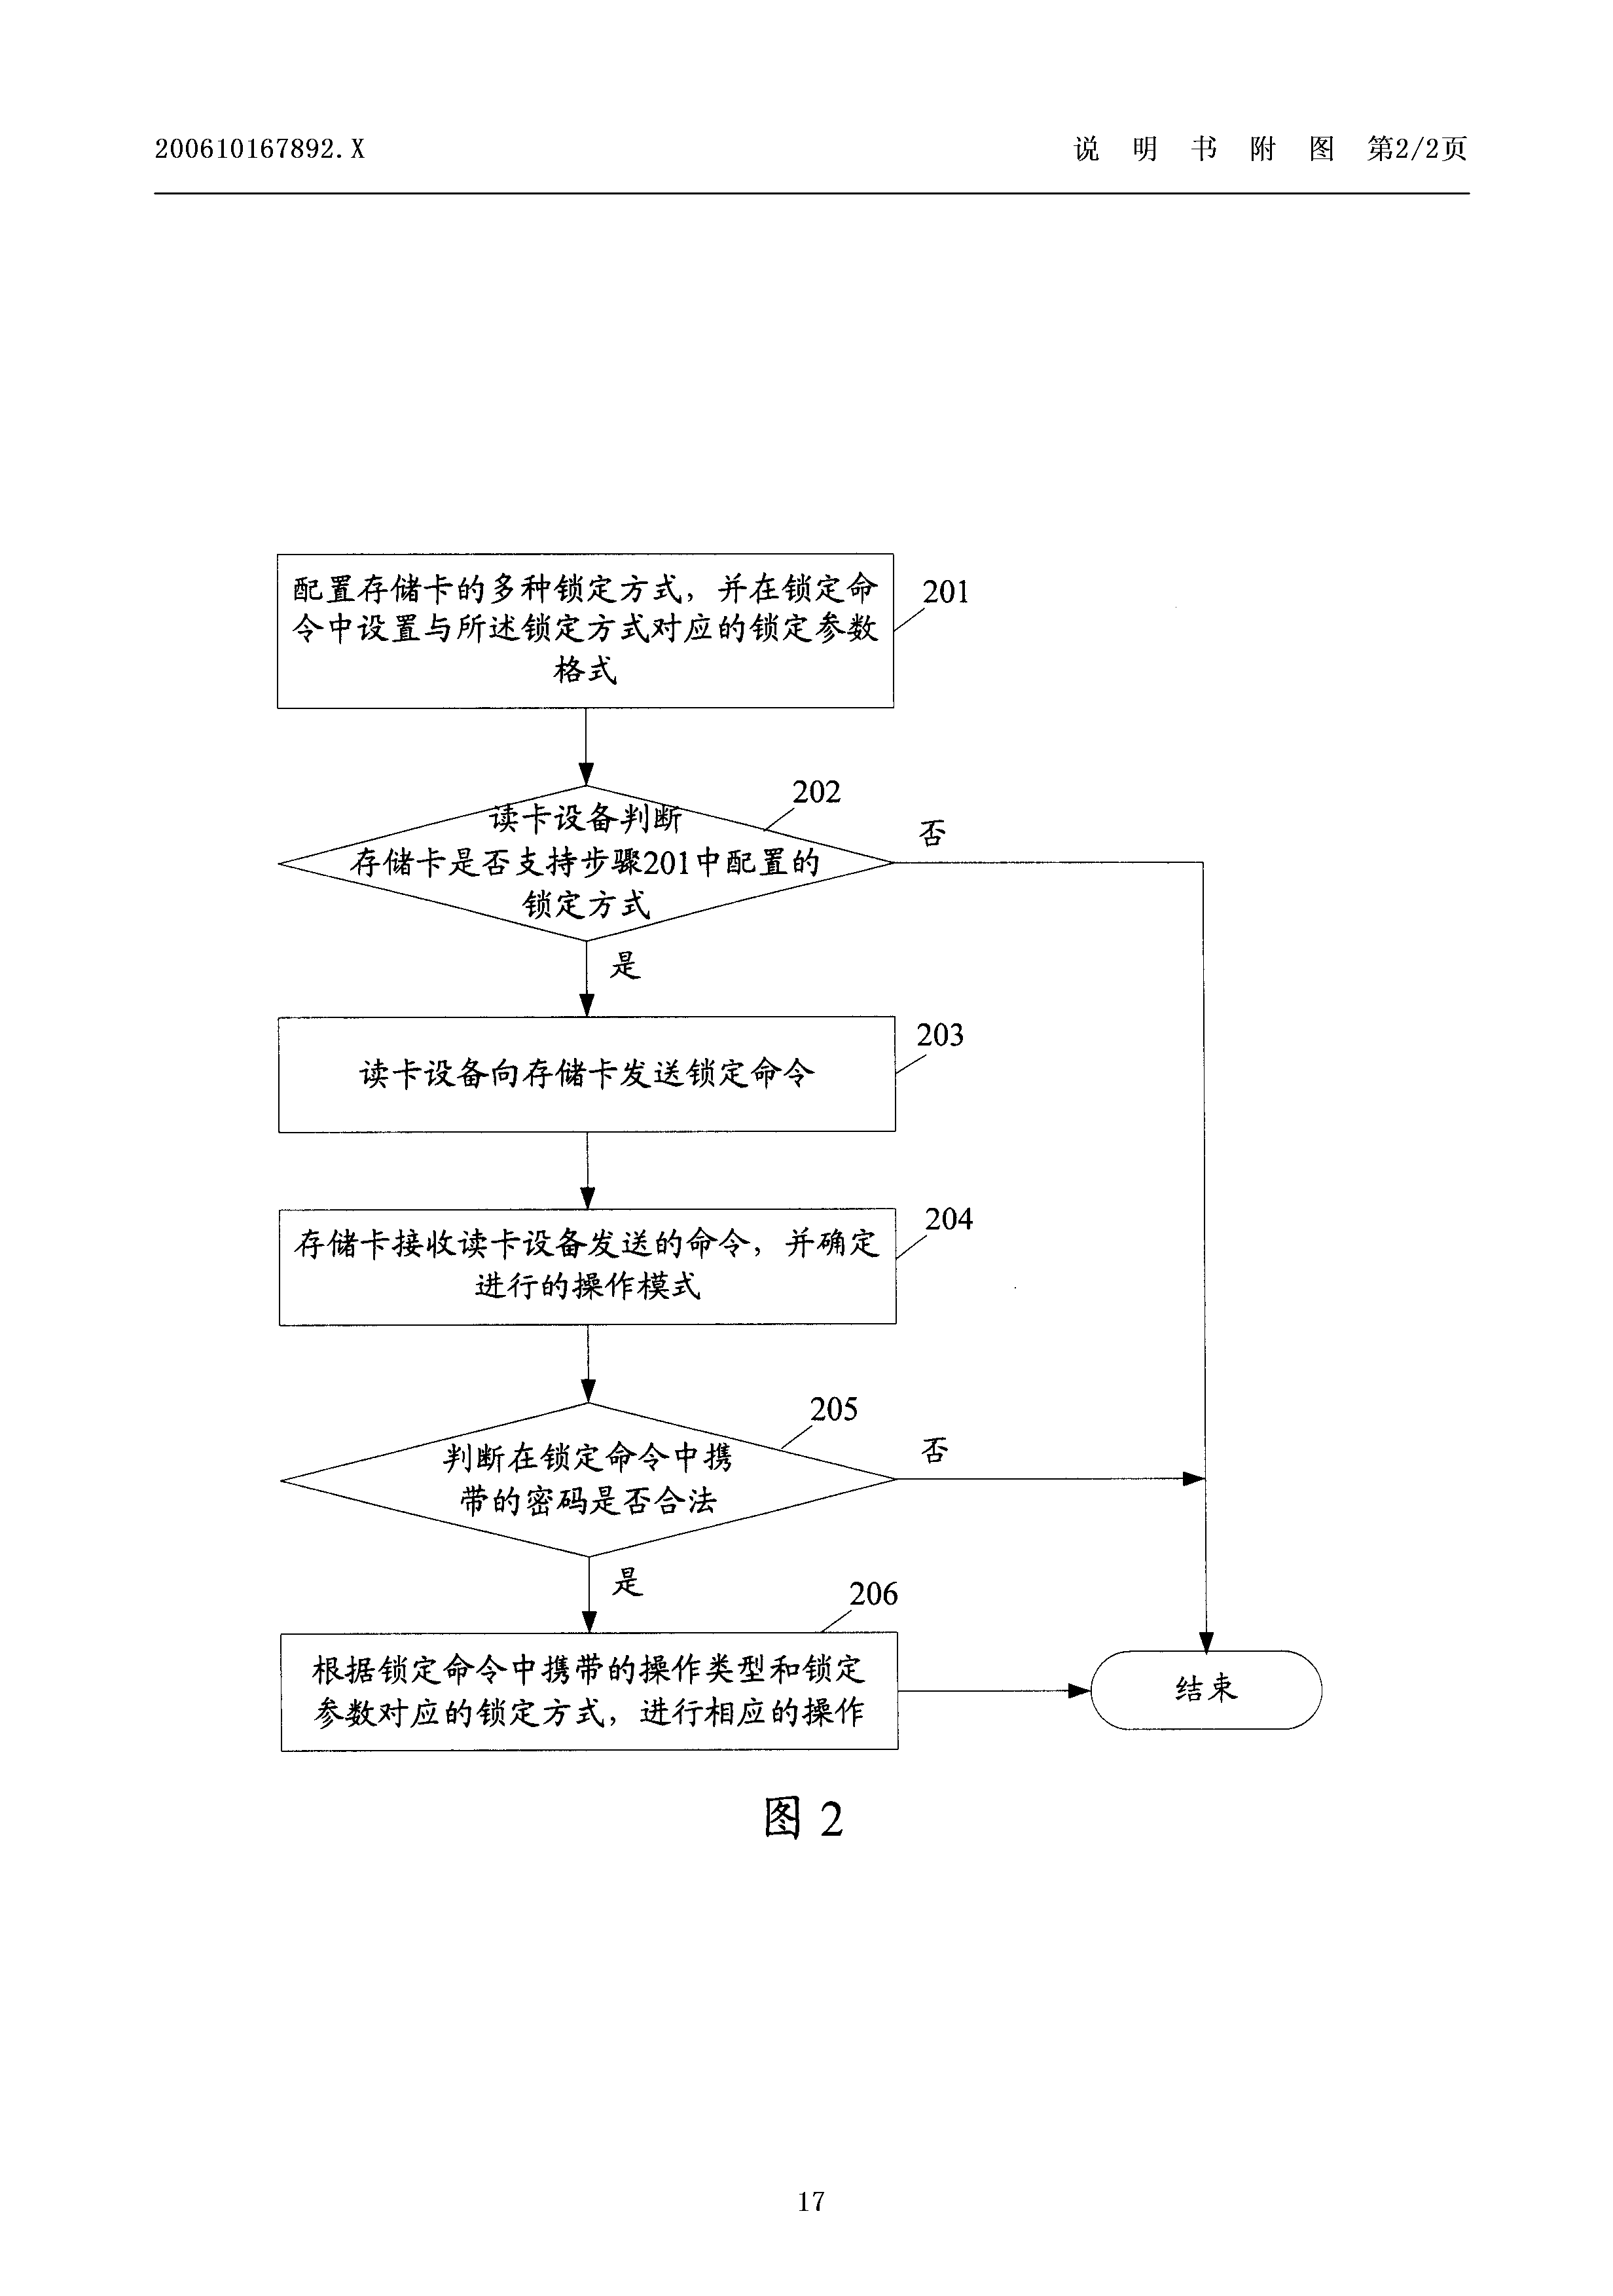 200610167892.X 说 明 书 附 图 第2/2页
配置存储卡的多种锁定方式，并在锁定命
令中设置与所述锁定方式对应的锁定参数
格式
201
读卡设备判断
存储卡是否支持步骤201中配置的
锁定方式
202
否
是
读卡设备向存储卡发送锁定命令
203
存储卡接收读卡设备发送的命令，并确定
进行的操作模式
204
判断在锁定命令中携
带的密码是否合法
205
否
是
根据锁定命令中携带的操作类型和锁定
参数对应的锁定方式，进行相应的操作
206
结束
图 2
17